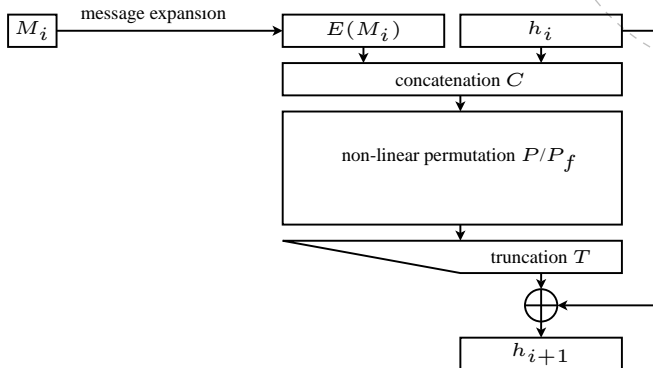 message expansion
M_i E(M_i) h_i
concatenation C
non-linear permutation P/P_f
truncation T
h_{i+1}